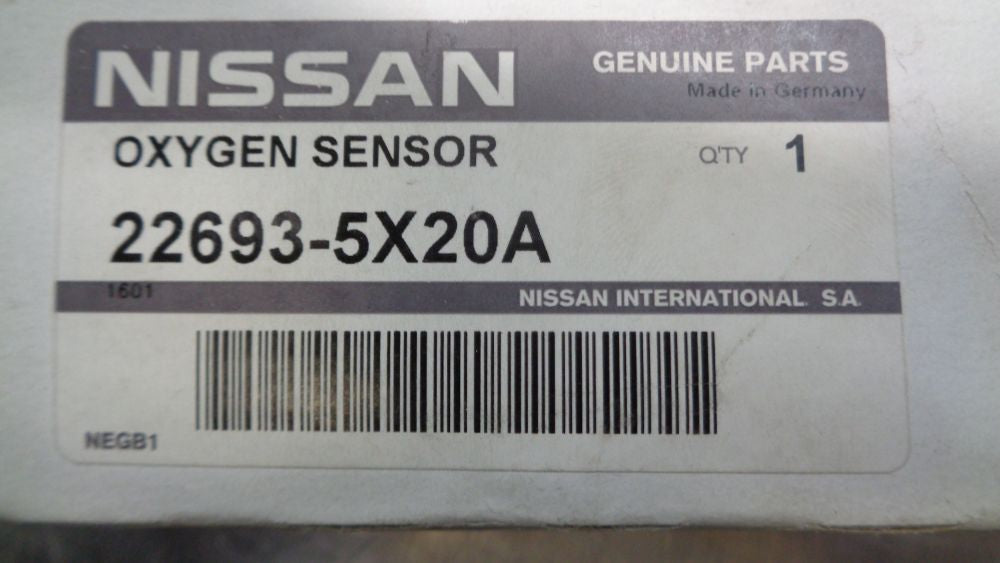 NISSAN
GENUINE PARTS
Made in Germany
OXYGEN SENSOR
Q'TY 1
22693-5X20A
1601
NISSAN INTERNATIONAL. S.A.
NEGB1